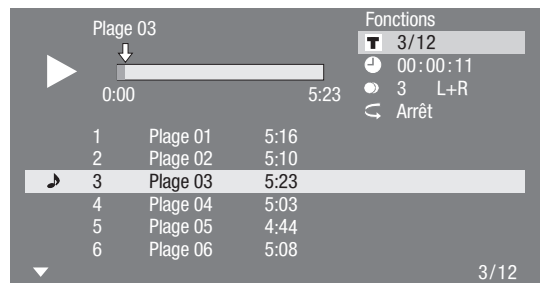 Plage 03
0:00 5:23
Fonctions
T 3/12
00:00:11
3 L+R
Arrêt
1 Plage 01 5:16
2 Plage 02 5:10
3 Plage 03 5:23
4 Plage 04 5:03
5 Plage 05 4:44
6 Plage 06 5:08
3/12